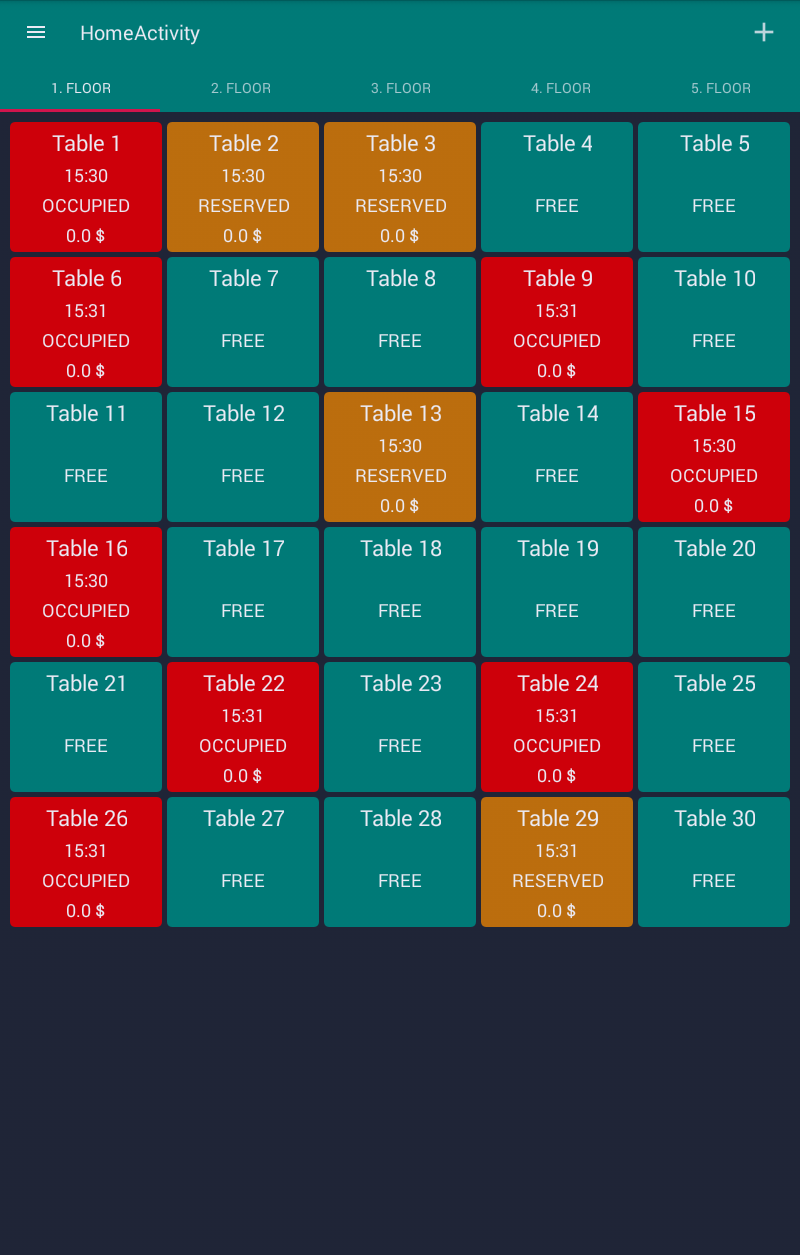 HomeActivity
1. FLOOR 2. FLOOR 3. FLOOR 4. FLOOR 5. FLOOR
Table 1 Table 2 Table 3 Table 4 Table 5
15:30 15:30 15:30
OCCUPIED RESERVED RESERVED FREE FREE
0.0 $ 0.0 $ 0.0 $
Table 6 Table 7 Table 8 Table 9 Table 10
15:31 15:31
OCCUPIED FREE FREE OCCUPIED FREE
0.0 $ 0.0 $
Table 11 Table 12 Table 13 Table 14 Table 15
15:30 15:30
FREE FREE RESERVED FREE OCCUPIED
0.0 $ 0.0 $
Table 16 Table 17 Table 18 Table 19 Table 20
15:30
OCCUPIED FREE FREE FREE FREE
0.0 $
Table 21 Table 22 Table 23 Table 24 Table 25
15:31 15:31
FREE OCCUPIED FREE OCCUPIED FREE
0.0 $ 0.0 $
Table 26 Table 27 Table 28 Table 29 Table 30
15:31 15:31
OCCUPIED FREE FREE RESERVED FREE
0.0 $ 0.0 $